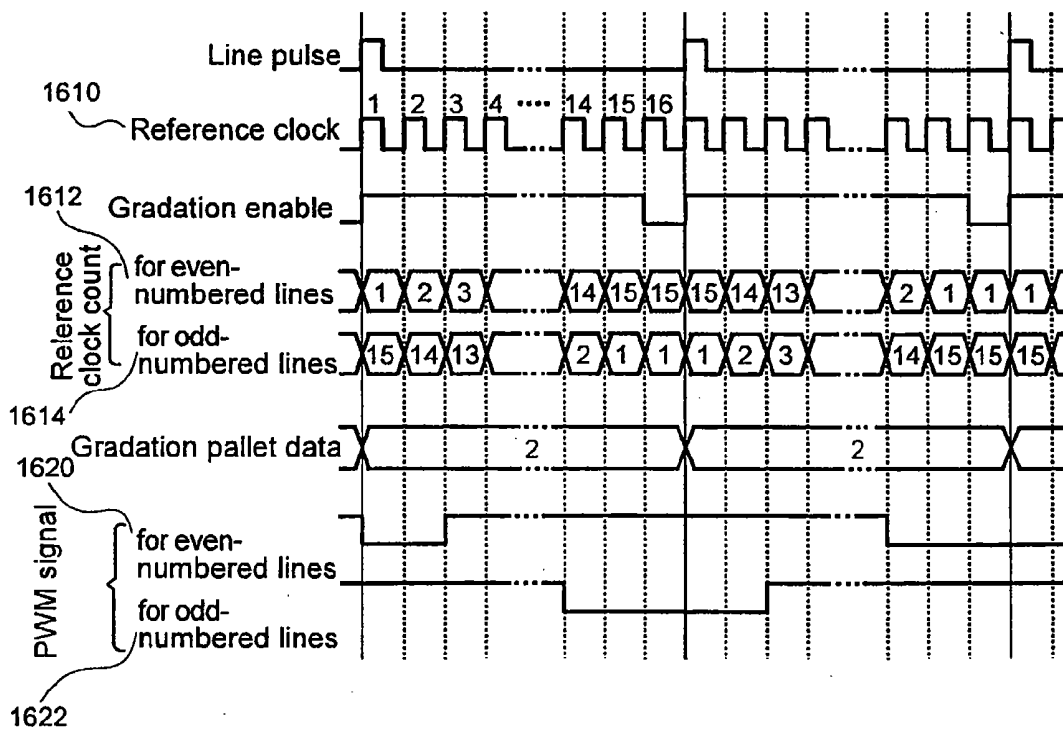 Line pulse
1610
1 2 3 4 ···· 14 15 16
Reference clock
1612
Gradation enable
Reference clock count
for even-
numbered lines
1 2 3 14 15 15 15 14 13 2 1 1 1
for odd-
numbered lines
15 14 13 2 1 1 1 2 3 14 15 15 15
1614
Gradation pallet data
2 2
1620
PWM signal
for even-
numbered lines
for odd-
numbered lines
1622